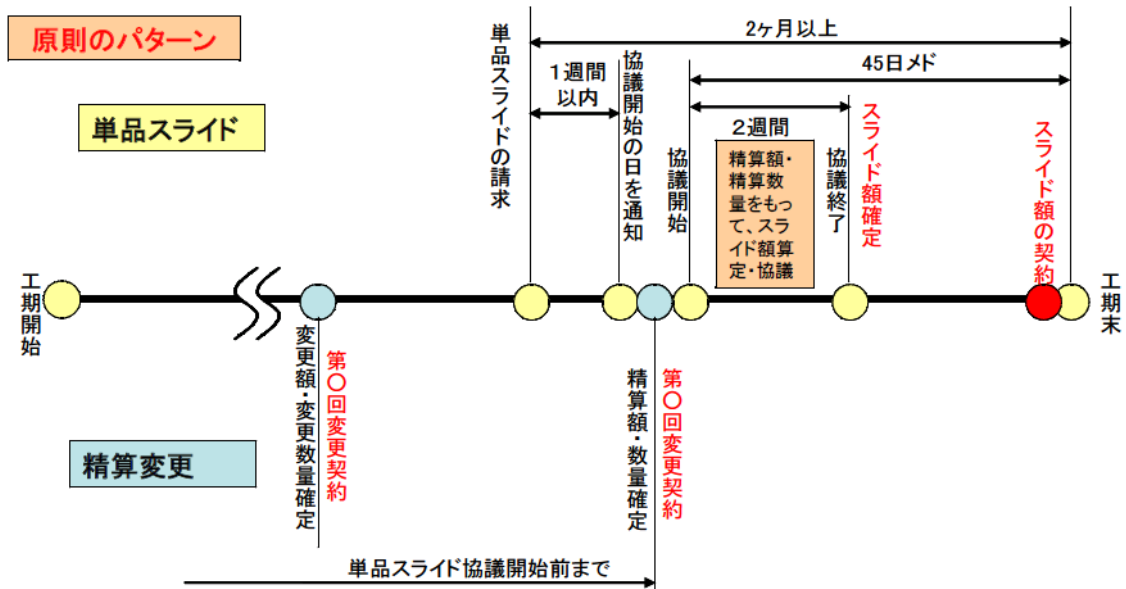 原則のパターン
単品スライド
2ヶ月以上
45日メド
1週間
以内
2週間
単品スライドの請求
協議開始の日を通知
協議開始
精算額・
精算数
量をもっ
て、スラ
イド額算
定・協議
協議終了
スライド額確定
スライド額の契約
工期開始
工期末
変更額・変更数量確定
第〇回変更契約
精算額・数量確定
第〇回変更契約
精算変更
単品スライド協議開始前まで